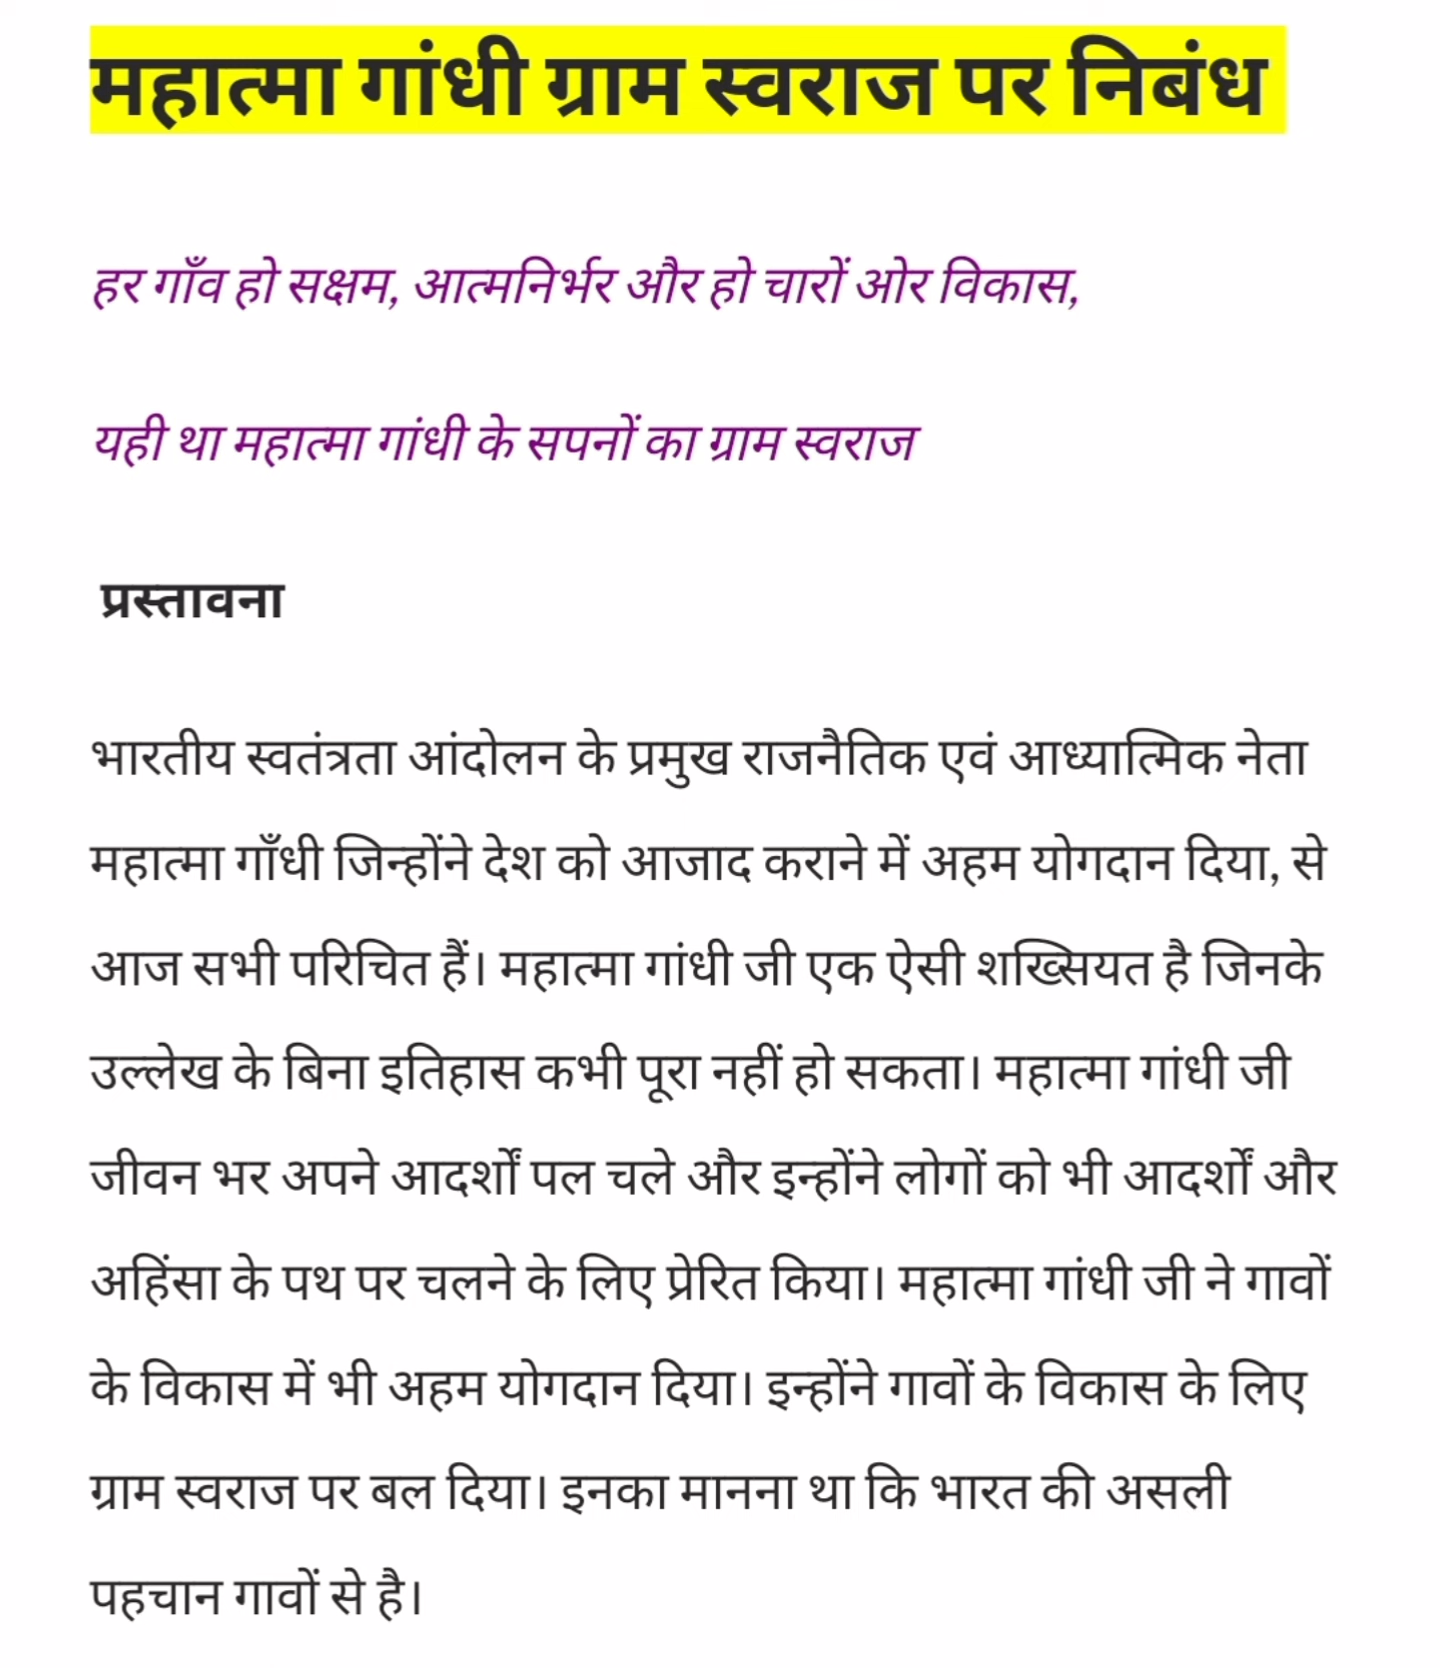 महात्मा गांधी ग्राम स्वराज पर निबंध
हर गाँव हो सक्षम, आत्मनिर्भर और हो चारों ओर विकास,
यही था महात्मा गांधी के सपनों का ग्राम स्वराज
प्रस्तावना
भारतीय स्वतंत्रता आंदोलन के प्रमुख राजनैतिक एवं आध्यात्मिक नेता
महात्मा गाँधी जिन्होंने देश को आजाद कराने में अहम योगदान दिया, से
आज सभी परिचित हैं। महात्मा गांधी जी एक ऐसी शख्सियत है जिनके
उल्लेख के बिना इतिहास कभी पूरा नहीं हो सकता। महात्मा गांधी जी
जीवन भर अपने आदर्शों पल चले और इन्होंने लोगों को भी आदर्शों और
अहिंसा के पथ पर चलने के लिए प्रेरित किया। महात्मा गांधी जी ने गावों
के विकास में भी अहम योगदान दिया। इन्होंने गावों के विकास के लिए
ग्राम स्वराज पर बल दिया। इनका मानना था कि भारत की असली
पहचान गावों से है।